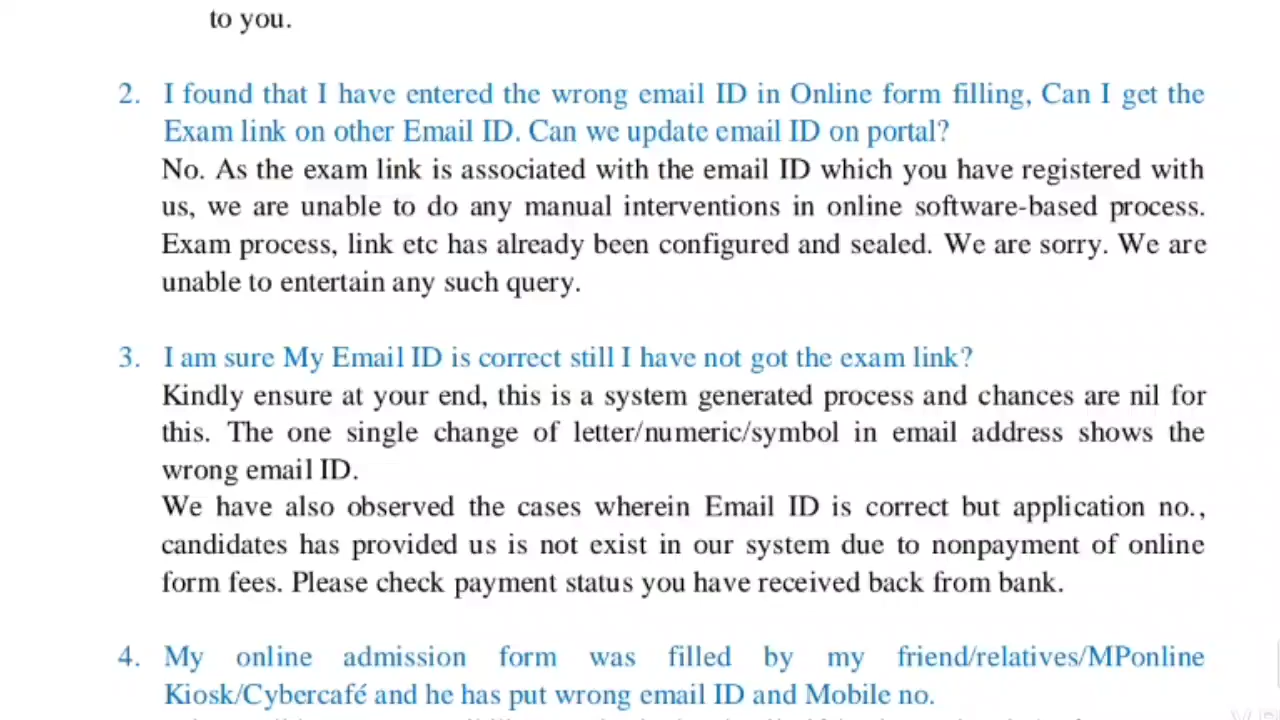 to you.
2. I found that I have entered the wrong email ID in Online form filling, Can I get the
Exam link on other Email ID. Can we update email ID on portal?
No. As the exam link is associated with the email ID which you have registered with
us, we are unable to do any manual interventions in online software-based process.
Exam process, link etc has already been configured and sealed. We are sorry. We are
unable to entertain any such query.
3. I am sure My Email ID is correct still I have not got the exam link?
Kindly ensure at your end, this is a system generated process and chances are nil for
this. The one single change of letter/numeric/symbol in email address shows the
wrong email ID.
We have also observed the cases wherein Email ID is correct but application no.,
candidates has provided us is not exist in our system due to nonpayment of online
form fees. Please check payment status you have received back from bank.
4. My online admission form was filled by my friend/relatives/MPonline
Kiosk/Cybercafé and he has put wrong email ID and Mobile no.